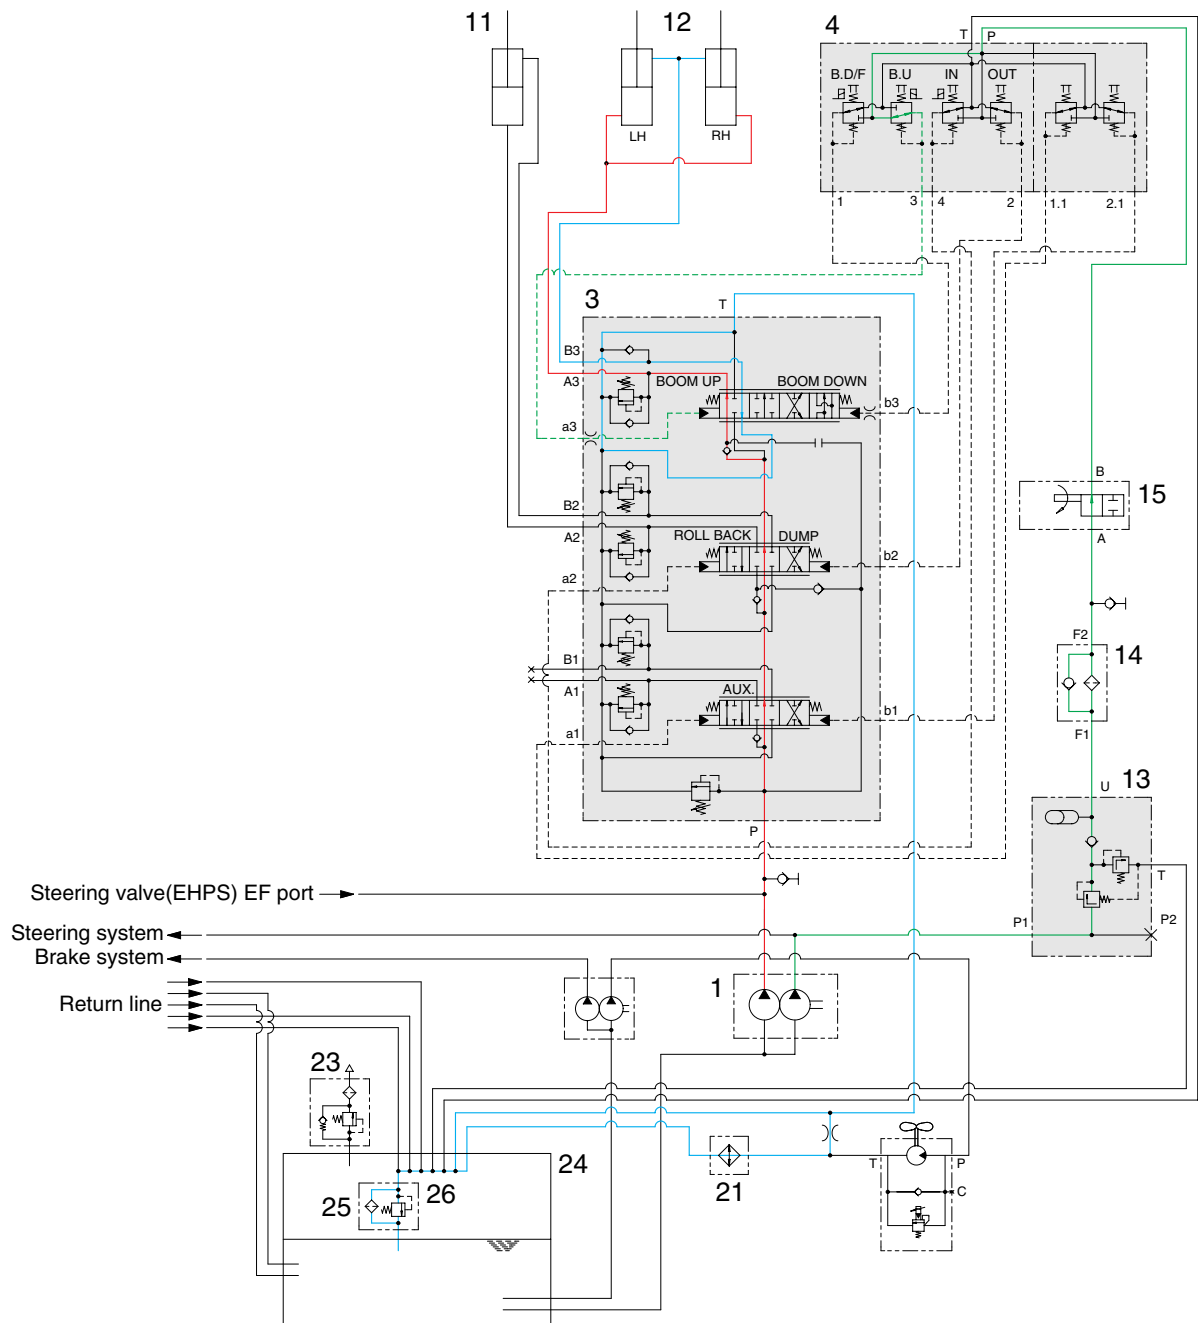 11
12
4
T P
B.D/F B.U IN OUT
LH RH
1 3 4 2 1.1 2.1
3
T
B3
A3 BOOM UP BOOM DOWN
b3
a3
B 15
B2
A2 ROLL BACK DUMP
A
b2
a2
F2 14
B1
A1 AUX.
b1
a1
F1
U 13
P
T
Steering valve(EHPS) EF port
P1 P2
Steering system
Brake system
1
Return line
23
24
T P
25 26 21 C